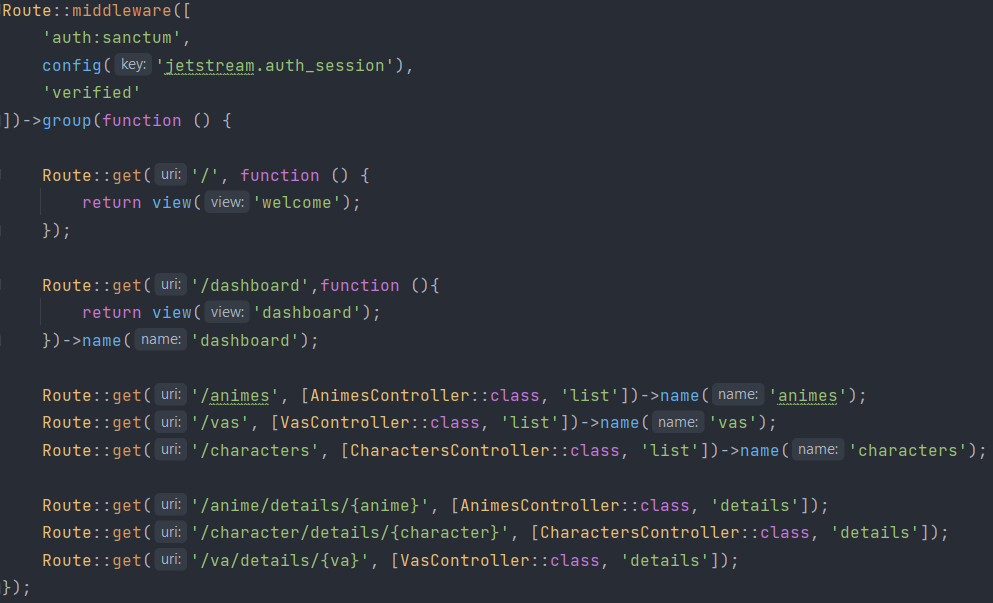 Route::middleware([
    'auth:sanctum',
    config( key: 'jetstream.auth_session'),
    'verified'
])->group(function () {

    Route::get( uri: '/', function () {
        return view( view: 'welcome');
    });

    Route::get( uri: '/dashboard',function (){
        return view( view: 'dashboard');
    })->name( name: 'dashboard');

    Route::get( uri: '/animes', [AnimesController::class, 'list'])->name( name: 'animes');
    Route::get( uri: '/vas', [VasController::class, 'list'])->name( name: 'vas');
    Route::get( uri: '/characters', [CharactersController::class, 'list'])->name( name: 'characters');

    Route::get( uri: '/anime/details/{anime}', [AnimesController::class, 'details']);
    Route::get( uri: '/character/details/{character}', [CharactersController::class, 'details']);
    Route::get( uri: '/va/details/{va}', [VasController::class, 'details']);
});